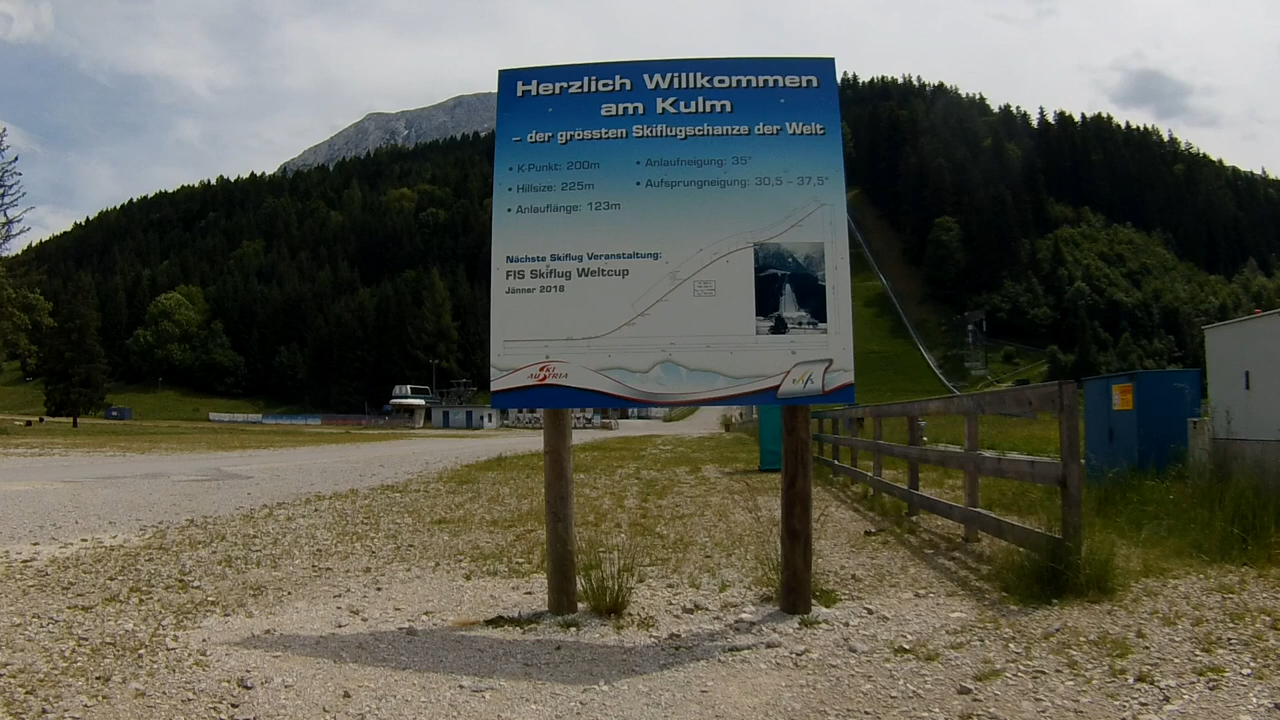 Herzlich Willkommen
am Kulm
– der grössten Skiflugschanze der Welt
• K-Punkt: 200m
• Hillsize: 225m
• Anlauflänge: 123m
• Anlaufneigung: 35°
• Aufsprungneigung: 30,5 – 37,5°
Nächste Skiflug Veranstaltung:
FIS Skiflug Weltcup
Jänner 2018
SKI
AUSTRIA